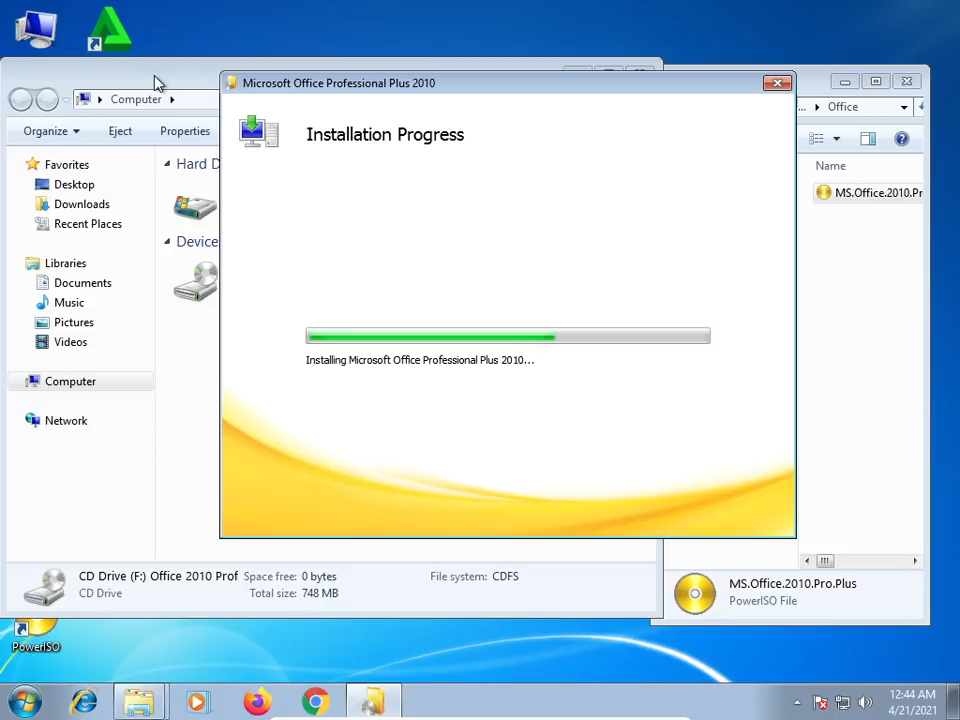 Microsoft Office Professional Plus 2010
Computer
Organize
Eject
Properties
Installation Progress
Office
Name
Favorites
Hard D
Desktop
Downloads
Recent Places
MS.Office.2010.Pr
Device
Libraries
Documents
Music
Pictures
Videos
Installing Microsoft Office Professional Plus 2010...
Computer
Network
CD Drive (F:) Office 2010 Prof
CD Drive
Space free: 0 bytes
Total size: 748 MB
File system: CDFS
MS.Office.2010.Pro.Plus
PowerISO File
PowerISO
12:44 AM
4/21/2021